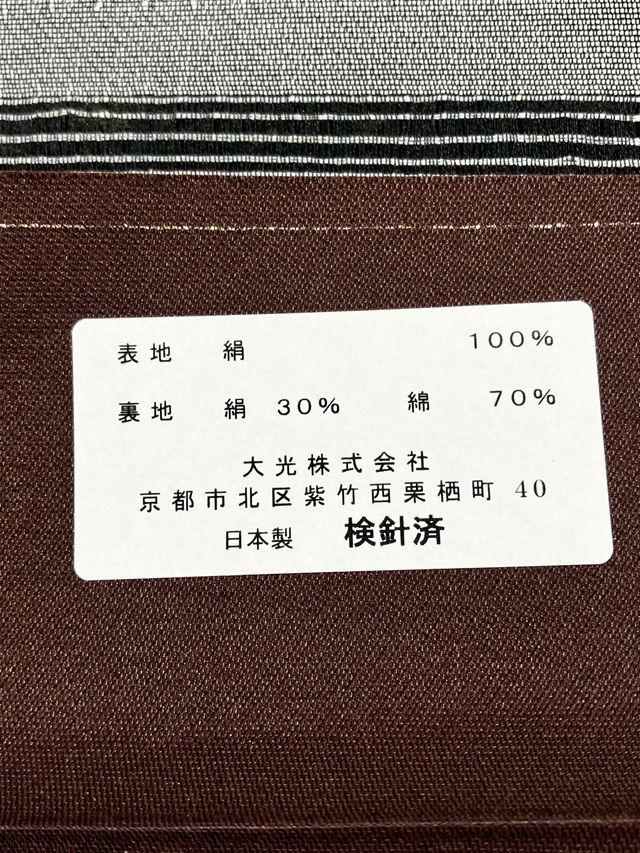 表地 絹 100%
裏地 絹 30% 綿 70%
大光株式会社
京都市北区紫竹西栗栖町 40
日本製 検針済